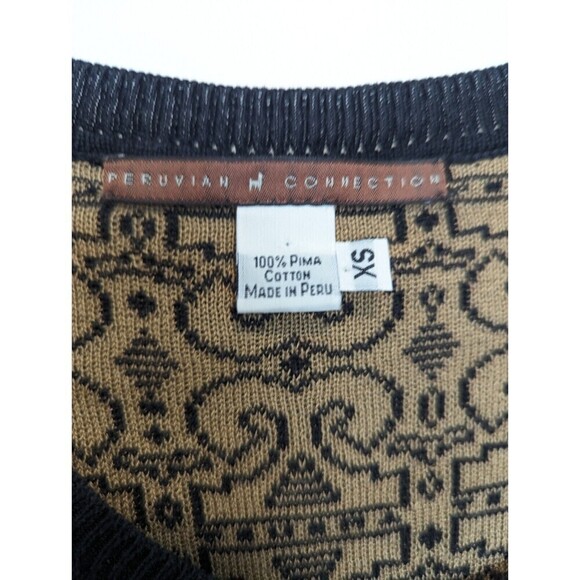 PERUVIAN CONNECTION
100% PIMA
COTTON
MADE IN PERU
XS